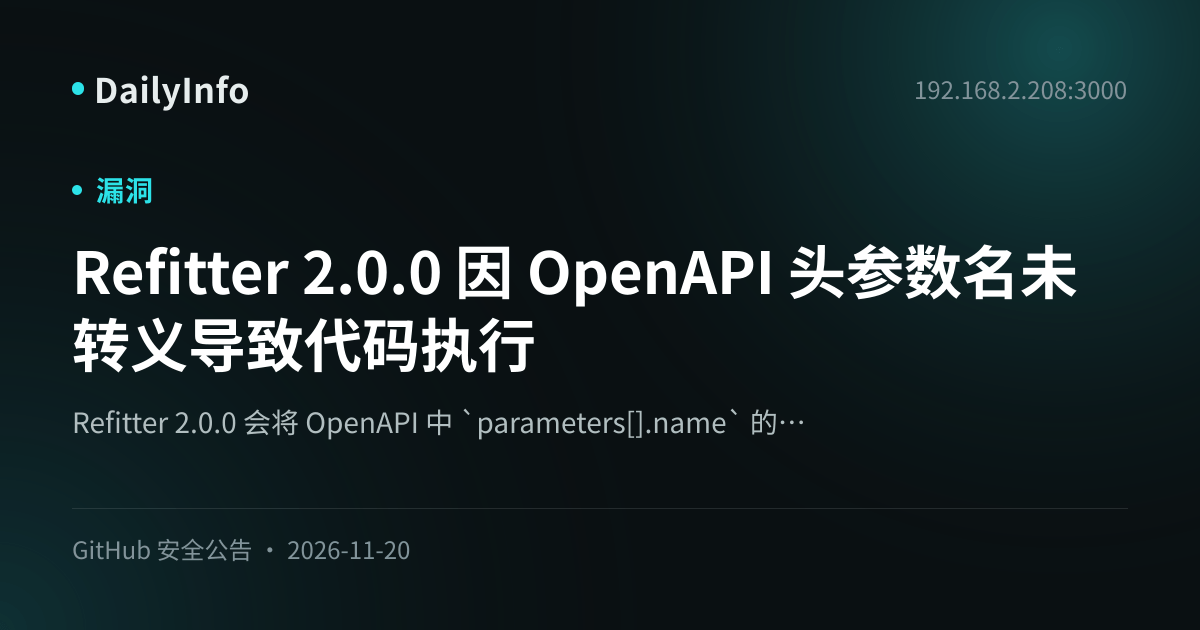 DailyInfo
192.168.2.208:3000
漏洞
Refitter 2.0.0 因 OpenAPI 头参数名未
转义导致代码执行
Refitter 2.0.0 会将 OpenAPI 中 `parameters[].name` 的…
GitHub 安全公告 · 2026-11-20